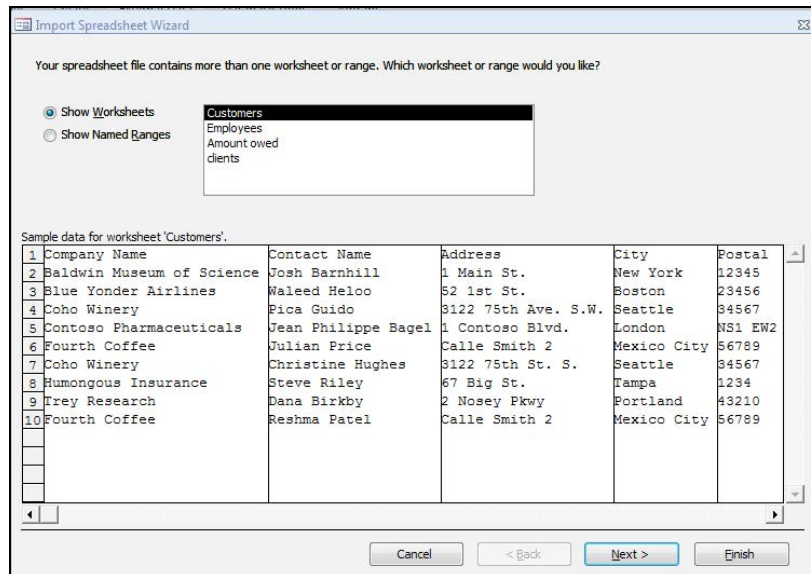 Import Spreadsheet Wizard
Your spreadsheet file contains more than one worksheet or range. Which worksheet or range would you like?
Show Worksheets
Show Named Ranges
Customers
Employees
Amount owed
clients
Sample data for worksheet 'Customers'.
1 Company Name Contact Name Address City Postal
2 Baldwin Museum of Science Josh Barnhill 1 Main St. New York 12345
3 Blue Yonder Airlines Waleed Heloo 52 1st St. Boston 23456
4 Coho Winery Pica Guido 3122 75th Ave. S.W. Seattle 34567
5 Contoso Pharmaceuticals Jean Philippe Bagel 1 Contoso Blvd. London NS1 EW2
6 Fourth Coffee Julian Price Calle Smith 2 Mexico City 56789
7 Coho Winery Christine Hughes 3122 75th St. S. Seattle 34567
8 Humongous Insurance Steve Riley 67 Big St. Tampa 1234
9 Trey Research Dana Birkby 2 Nosey Pkwy Portland 43210
10 Fourth Coffee Reshma Patel Calle Smith 2 Mexico City 56789
Cancel < Back Next > Finish